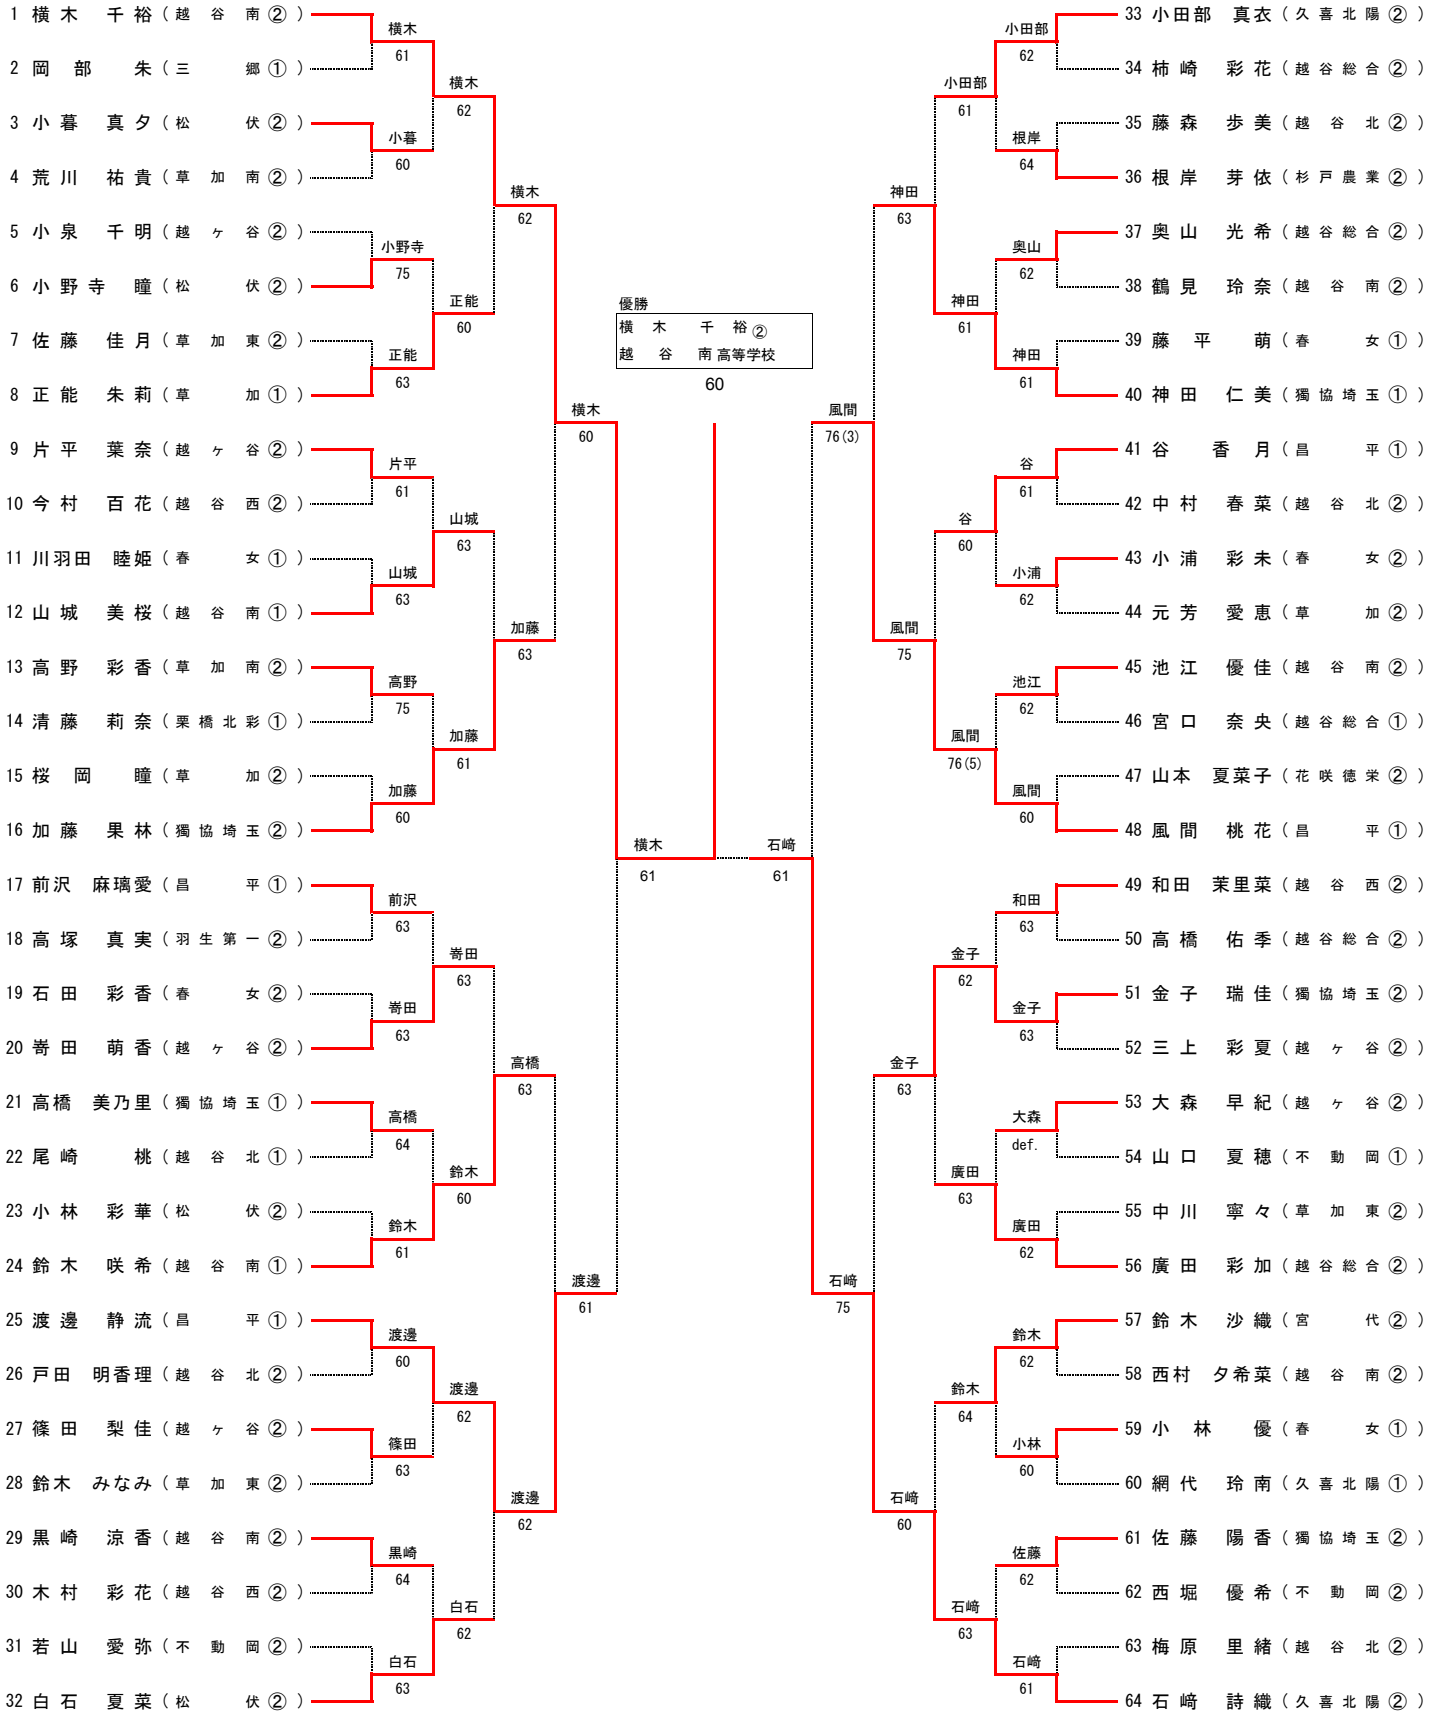 1 横木 千裕 ( 越谷南 ② )
2 岡部 朱 ( 三郷 ① )
3 小暮 真夕 ( 松伏 ② )
4 荒川 祐貴 ( 草加南 ② )
5 小泉 千明 ( 越ヶ谷 ② )
6 小野寺 瞳 ( 松伏 ② )
7 佐藤 佳月 ( 草加東 ② )
8 正能 朱莉 ( 草加 ① )
9 片平 葉奈 ( 越ヶ谷 ② )
10 今村 百花 ( 越谷西 ② )
11 川羽田 睦姫 ( 春女 ① )
12 山城 美桜 ( 越谷南 ① )
13 高野 彩香 ( 草加南 ② )
14 清藤 莉奈 ( 栗橋北彩 ① )
15 桜岡 瞳 ( 草加 ② )
16 加藤 果林 ( 獨協埼玉 ② )
17 前沢 麻璃愛 ( 昌平 ① )
18 高塚 真実 ( 羽生第一 ② )
19 石田 彩香 ( 春女 ② )
20 嵜田 萌香 ( 越ヶ谷 ② )
21 高橋 美乃里 ( 獨協埼玉 ① )
22 尾崎 桃 ( 越谷北 ① )
23 小林 彩華 ( 松伏 ② )
24 鈴木 咲希 ( 越谷南 ① )
25 渡邊 静流 ( 昌平 ① )
26 戸田 明香理 ( 越谷北 ② )
27 篠田 梨佳 ( 越ヶ谷 ② )
28 鈴木 みなみ ( 草加東 ② )
29 黒崎 涼香 ( 越谷南 ② )
30 木村 彩花 ( 越谷西 ② )
31 若山 愛弥 ( 不動岡 ② )
32 白石 夏菜 ( 松伏 ② )
横木
61
小暮
60
小野寺
75
正能
63
片平
61
山城
63
高野
75
加藤
60
前沢
63
嵜田
63
高橋
64
鈴木
61
渡邊
60
篠田
63
黒崎
64
白石
63
横木
62
正能
60
山城
63
加藤
61
嵜田
63
鈴木
60
渡邊
62
白石
62
横木
62
加藤
63
高橋
63
渡邊
62
横木
60
渡邊
61
横木
61
優勝
横木 千裕 ②
越谷南 高等学校
60
石﨑
61
風間
76(3)
石﨑
75
神田
63
風間
75
金子
63
石﨑
60
小田部
61
神田
61
谷
60
風間
76(5)
金子
62
廣田
63
鈴木
64
石﨑
63
小田部
62
根岸
64
奥山
62
神田
61
谷
61
小浦
62
池江
62
風間
60
和田
63
金子
63
大森
def.
廣田
62
鈴木
62
小林
60
佐藤
62
石﨑
61
33 小田部 真衣 ( 久喜北陽 ② )
34 柿崎 彩花 ( 越谷総合 ② )
35 藤森 歩美 ( 越谷北 ② )
36 根岸 芽依 ( 杉戸農業 ② )
37 奥山 光希 ( 越谷総合 ② )
38 鶴見 玲奈 ( 越谷南 ② )
39 藤平 萌 ( 春女 ① )
40 神田 仁美 ( 獨協埼玉 ① )
41 谷 香月 ( 昌平 ① )
42 中村 春菜 ( 越谷北 ② )
43 小浦 彩未 ( 春女 ② )
44 元芳 愛恵 ( 草加 ② )
45 池江 優佳 ( 越谷南 ② )
46 宮口 奈央 ( 越谷総合 ① )
47 山本 夏菜子 ( 花咲徳栄 ② )
48 風間 桃花 ( 昌平 ① )
49 和田 茉里菜 ( 越谷西 ② )
50 高橋 佑季 ( 越谷総合 ② )
51 金子 瑞佳 ( 獨協埼玉 ② )
52 三上 彩夏 ( 越ヶ谷 ② )
53 大森 早紀 ( 越ヶ谷 ② )
54 山口 夏穂 ( 不動岡 ① )
55 中川 寧々 ( 草加東 ② )
56 廣田 彩加 ( 越谷総合 ② )
57 鈴木 沙織 ( 宮代 ② )
58 西村 夕希菜 ( 越谷南 ② )
59 小林 優 ( 春女 ① )
60 網代 玲南 ( 久喜北陽 ① )
61 佐藤 陽香 ( 獨協埼玉 ② )
62 西堀 優希 ( 不動岡 ② )
63 梅原 里緒 ( 越谷北 ② )
64 石﨑 詩織 ( 久喜北陽 ② )